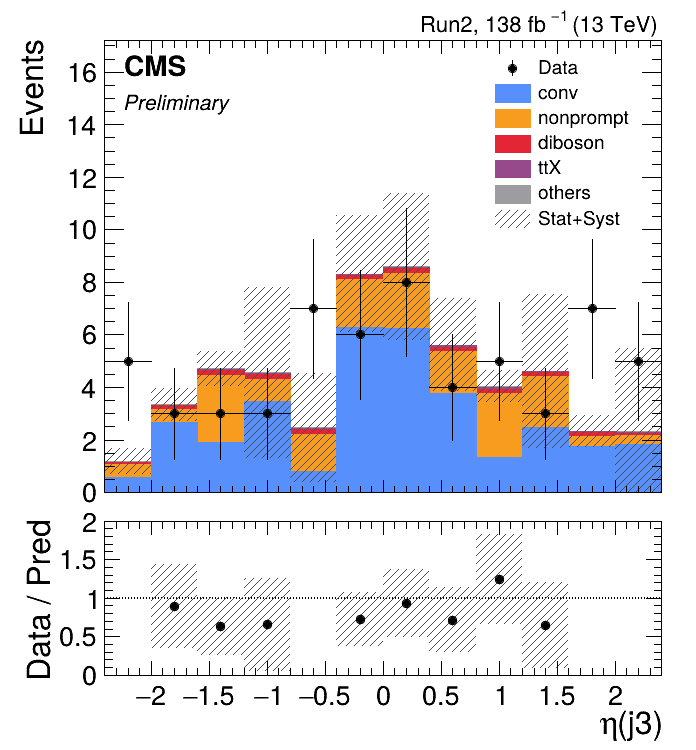 Run2, 138 fb⁻¹ (13 TeV)
CMS
Preliminary
Events
16
14
12
10
8
6
4
2
0
Data
conv
nonprompt
diboson
ttX
others
Stat+Syst
Data / Pred
2
1.5
1
0.5
0
−2 −1.5 −1 −0.5 0 0.5 1 1.5 2
η(j3)